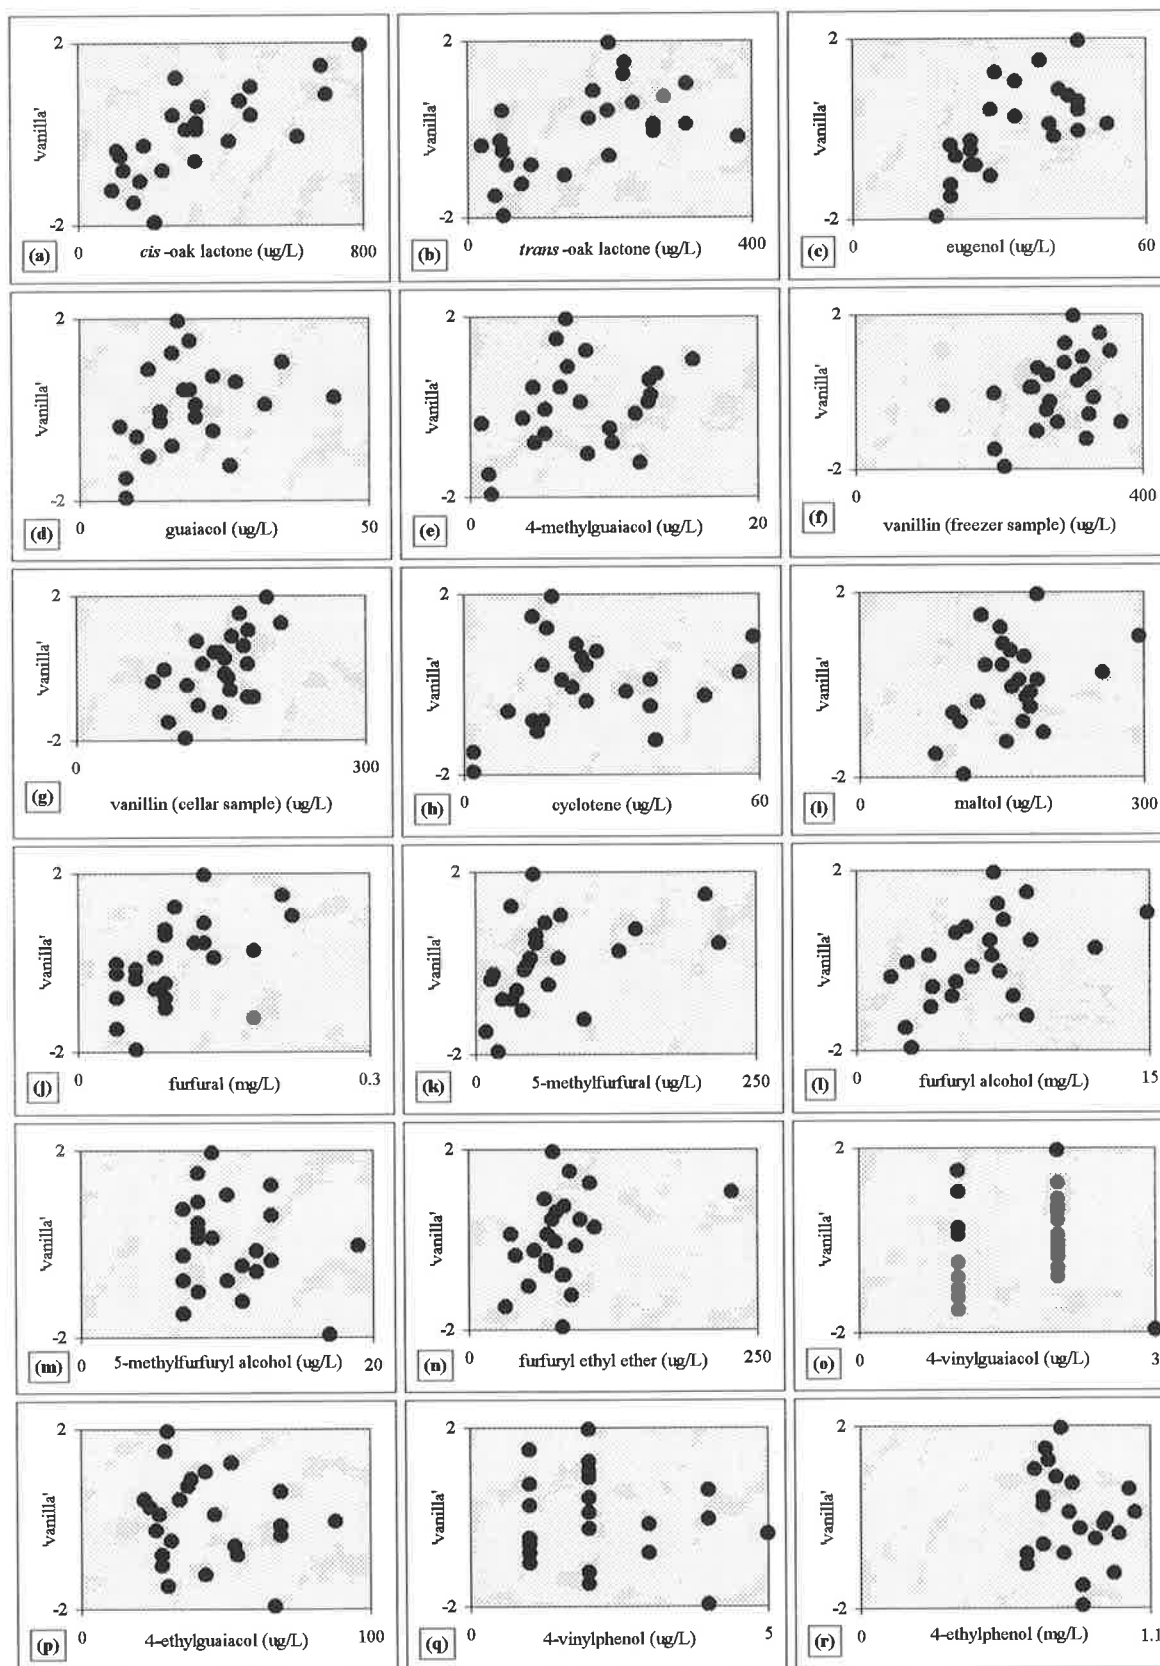 2 2 2
'vanilla' 'vanilla' 'vanilla'
-2 -2 -2
(a) 0 cis -oak lactone (ug/L) 800 (b) 0 trans -oak lactone (ug/L) 400 (c) 0 eugenol (ug/L) 60
2 2 2
'vanilla' 'vanilla' 'vanilla'
-2 -2 -2
(d) 0 guaiacol (ug/L) 50 (e) 0 4-methylguaiacol (ug/L) 20 (f) 0 vanillin (freezer sample) (ug/L) 400
2 2 2
'vanilla' 'vanilla' 'vanilla'
-2 -2 -2
(g) 0 vanillin (cellar sample) (ug/L) 300 (h) 0 cyclotene (ug/L) 60 (i) 0 maltol (ug/L) 300
2 2 2
'vanilla' 'vanilla' 'vanilla'
-2 -2 -2
(j) 0 furfural (mg/L) 0.3 (k) 0 5-methylfurfural (ug/L) 250 (l) 0 furfuryl alcohol (mg/L) 15
2 2 2
'vanilla' 'vanilla' 'vanilla'
-2 -2 -2
(m) 0 5-methylfurfuryl alcohol (ug/L) 20 (n) 0 furfuryl ethyl ether (ug/L) 250 (o) 0 4-vinylguaiacol (ug/L) 3
2 2 2
'vanilla' 'vanilla' 'vanilla'
-2 -2 -2
(p) 0 4-ethylguaiacol (ug/L) 100 (q) 0 4-vinylphenol (ug/L) 5 (r) 0 4-ethylphenol (mg/L) 1.1